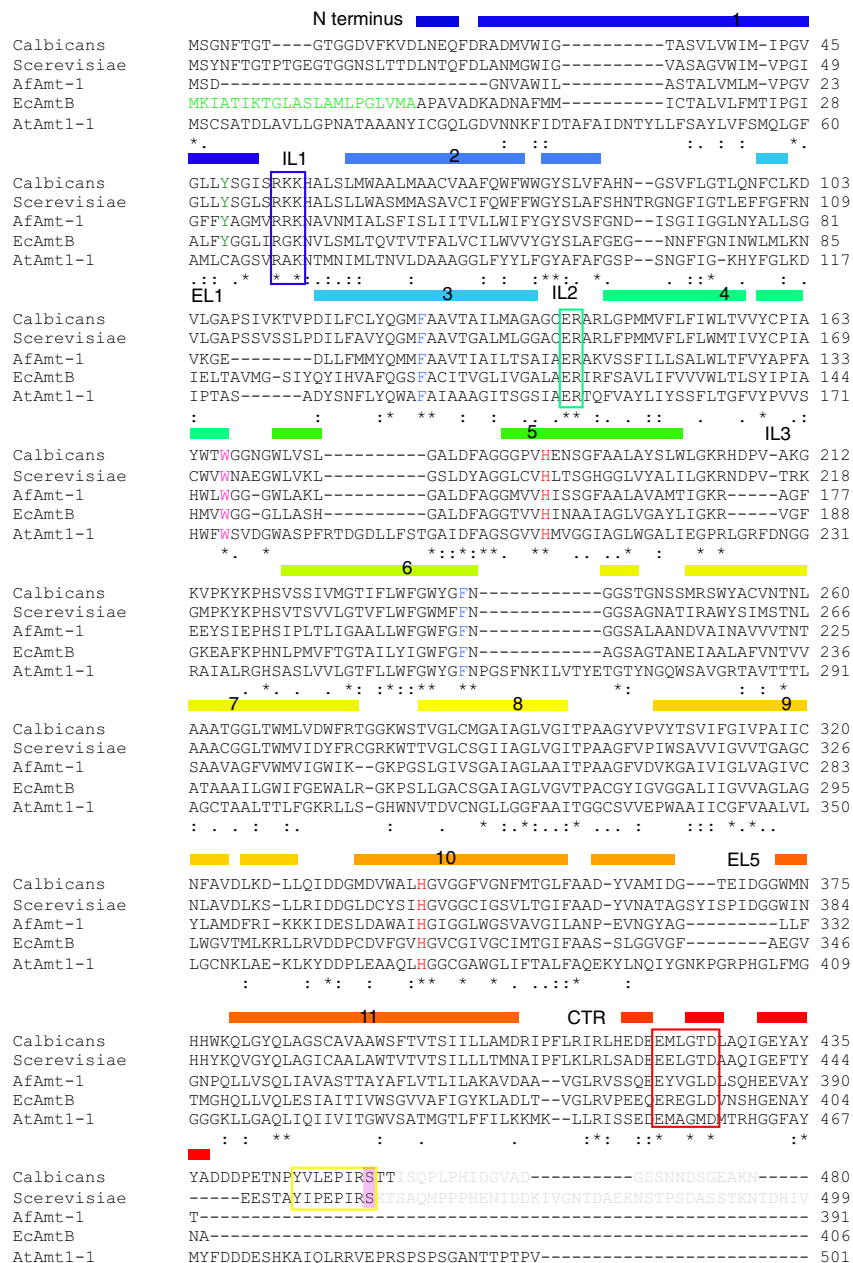 N terminus 1
Calbicans MSGNFTGT----GTGGDVFKVDLNEQFDRADMVWIG----------TASVLVWIM-IPGV 45
Scerevisiae MSYNFTGTPTGEGTGGNSLTTDLNTQFDLANMGWIG----------VASAGVWIM-VPGI 49
AfAmt-1 MSD-----------------------GNVAWIL----------ASTALVMLM-VPGV 23
EcAmtB MKIATIKTGLASLAMLPGLVMAAPAVADKADNAFMM----------ICTALVLFMTIPGI 28
AtAmt1-1 MSCSATDLAVLLGPNATAAANYICGQLGDVNNKFIDTAFAIDNTYLLFSAYLVFSMQLGF 60
*. : : :. : *.
IL1 2
Calbicans GLLYSGISRKKHALSLMWAALMAACVAAFQWFWWGYSLVFAHN--GSVFLGTLQNFCLKD 103
Scerevisiae GLLYSGLSRKKHALSLLWASMMASAVCIFQWFFWGYSLAFSHNTRGNGFIGTLEFFGFRN 109
AfAmt-1 GFFYAGMVRRKNAVNMIALSFISLIITVLLWIFYGYSVSFGND--ISGIIGGLNYALLSG 81
EcAmtB ALFYGGLIRGKNVLSMLTQVTVTFALVCILWVVYGYSLAFGEG--NNFFGNINWLMLKN 85
AtAmt1-1 AMLCAGSVRAKNTMNIMLTNVLDAAAGGLFYYLFGYAFAFGSP--SNGFIG-KHYFGLKD 117
.:: .* * *:.:.: : : :**:. *. . : : .
EL1 3 IL2 4
Calbicans VLGAPSIVKTVPDILFCLYQGMFAAVTAILMAGAGCERARLGPMMVFLFIWLTVVYCPIA 163
Scerevisiae VLGAPSSVSSLPDILFAVYQGMFAAVTGALMLGGACERARLFPMMVFLFLWMTIVYCPIA 169
AfAmt-1 VKGE-----DLLFMMYQMMFAAVTIAILTSAIAERAKVSSFILLSALWLTFVYAPFA 133
EcAmtB IELTAVMG-SIYQYIHVAFQGSFACITVGLIVGALAERIRFSAVLIFVVVWLTLSYIPIA 144
AtAmt1-1 IPTAS-----ADYSNFLYQWAFAIAAAGITSGSIAERTQFVAYLIYSSFLTGFVYPVVS 171
: : :* ** : . ** : . . : * .:
5 IL3
Calbicans YWTWGGNGWLVSL---------GALDFAGGGPVHENSGFAALAYSLWLGKRHDPV-AKG 212
Scerevisiae CWVWNAEGWLVKL---------GSLDYAGGLCVHLTSGHGGLVYALILGKRNDPV-TRK 218
AfAmt-1 HWLWGG-GWLAKL---------GALDFAGGMVVHISSGFAALAVAMTIGKR-----AGF 177
EcAmtB HMVWGG-GLLASH---------GALDFAGGTVVHINAAIAGLVGAYLIGKR-----VGF 188
AtAmt1-1 HWFWSVDGWASPFRTDGDLLFSTGAIDFAGSGVVHMVGGIAGLWGALIEGPRLGRFDNGG 231
*. * *::**. ** .. .* : * *
6
Calbicans KVPKYKPHSVSSIVMGTIFLWFGWYGFN------------GGSTGNSSMRSWYACVNTNL 260
Scerevisiae GMPKYKPHSVTSVVLGTVFLWFGWMFFN------------GGSAGNATIRAWYSIMSTNL 266
AfAmt-1 EEYSIEPHSIPLTLIGAALLWFGWFGFN------------GGSALAANDVAINAVVVTNT 225
EcAmtB GKEAFKPHNLPMVFTGTAILYIGWFGFN------------AGSAGTANEIAALAFVNTVV 236
AtAmt1-1 RAIALRGHSASLVVLGTFLLWFGWYGFNPGSFNKILVTYETGTYNGQWSAVGRTAVTTTL 291
. *. . *: :*::** ** *: : : *
7 8 9
Calbicans AAATGGLTWMLVDWFRTGGKWSTVGLCMGAIAGLVGITPAAGYVPVYTSVIFGIVPAIIC 320
Scerevisiae AAACGGLTWMVIDYFRCGRKWTTVGLCSGIIAGLVGITPAAGFVPIWSAVVIGVVTGAGC 326
AfAmt-1 SAAVAGFVWMVIGWIK--GKPGSLGIVSGAIAGLAAITPAAGFVDVKGAIVIGLVAGIVC 283
EcAmtB ATAAAILGWIFGEWALR-GKPSLLGACSGAIAGLVGVTPACGYIGVGGALIIGVVAGLAG 295
AtAmt1-1 AGCTAALTTLFGKRLLS-GHWNVTDVCNGLLGGFAAITGGCSVVEPWAAIICGFVAALVL 350
: . . : :. : . * :.*:..:* ... : ::: *.*..
10 EL5
Calbicans NFAVDLKD-LLQIDDGMDVWALHGVGGFVGNFMTGLFAAD-YVAMIDG--TEIDGGWMN 375
Scerevisiae NLAVDLKS-LLRIDDGLDCYSIHGVGGCIGSVLTGIFAAD-YVNATAGSYISPIDGGWIN 384
AfAmt-1 YLAMDFRI-KKKIDESLDAWAIHGIGGLWGSVAVGILANP-EVNGYAG------LLF 332
EcAmtB LWGVTMLKRLLRVDDPCDVFGVHGVCGIVGCIMTGIFAAS-SLGGVGF------AEGV 346
AtAmt1-1 LGCNKLAE-KLKYDDPLEAAQLHGGCGAWGLIFTALFAQEKYLNQIYGNKPGRPHGLFMG 409
: : *: : :** * * . ..::* : :
11 CTR
Calbicans HHWKQLGYQLAGSCAVAAWSFTVTSIILLAMDRIPFLRIRLHEDEEMLGTDLAQIGEYAY 435
Scerevisiae HHYKQVGYQLAGICAALAWTVTVTSILLLTMNAIPFLKLRLSADEEELGTDAAQIGEFTY 444
AfAmt-1 GNPQLLVSQLIAVASTTAYAFLVTLILAKAVDAA--VGLRVSSQEEYVGLDLSQHEEVAY 390
EcAmtB TMGHQLLVQLESIAITIVWSGVVAFIGYKLADLT--VGLRVPEEQEREGLDVNSHGENAY 404
AtAmt1-1 GGGKLLGAQLIQIIVITGWVSATMGTLFFILKKMK--LLRISSEDEMAGMDMTRHGGFAY 467
: : ** : . . :*: ::* * * :*
Calbicans YADDDPETNPYVLEPIRSTTISQPLPHIDGVAD--------GSSNNDSGEAKN----- 480
Scerevisiae -----EESTAYIPEPIRSKTSAQMPPPHENIDDKIVGNTDAEKNSTPSDASSTKNTDHIV 499
AfAmt-1 T----------------------------------------------------------- 391
EcAmtB NA---------------------------------------------------------- 406
AtAmt1-1 MYFDDDESHKAIQLRRVEPRSPSPSGANTTPTPV-------------------------- 501